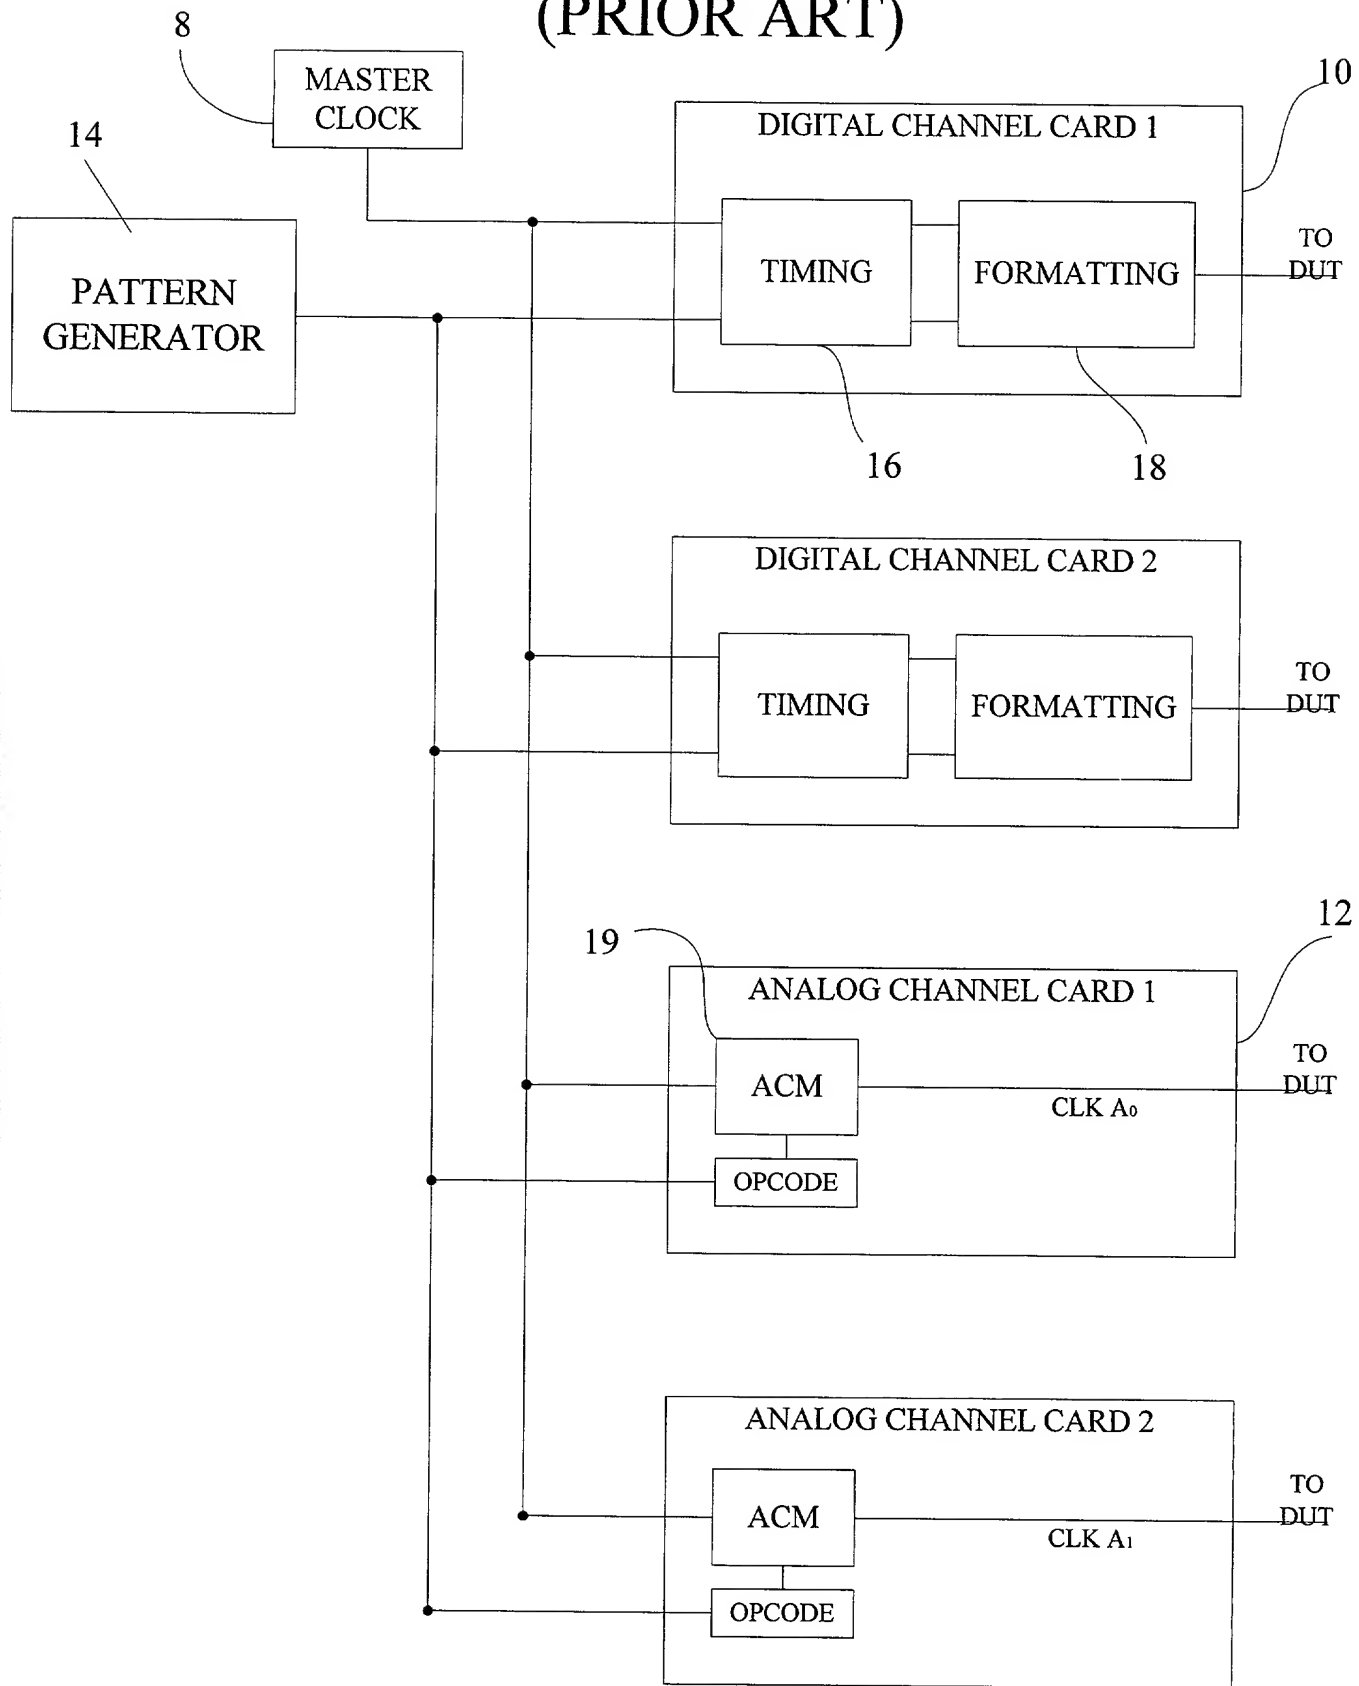 (PRIOR ART)
8
MASTER
CLOCK
10
14
DIGITAL CHANNEL CARD 1
PATTERN
GENERATOR
TIMING
FORMATTING
TO
DUT
16
18
DIGITAL CHANNEL CARD 2
TIMING
FORMATTING
TO
DUT
12
19
ANALOG CHANNEL CARD 1
ACM
CLK A₀
TO
DUT
OPCODE
ANALOG CHANNEL CARD 2
ACM
CLK A₁
TO
DUT
OPCODE